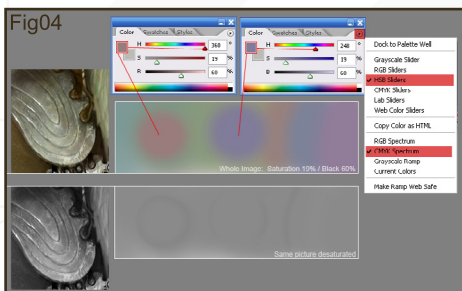 Fig04
Color Swatches Styles
H 360 °
S 19 %
B 60 %
Color Swatches Styles
H 240 °
S 19 %
B 60 %
Dock to Palette Well
Grayscale Slider
RGB Sliders
✓ HSB Sliders
CMYK Sliders
Lab Sliders
Web Color Sliders
Copy Color as HTML
RGB Spectrum
✓ CMYK Spectrum
Grayscale Ramp
Current Colors
Make Ramp Web Safe
Whole Image: Saturation 19% / Black 60%
Same picture desaturated